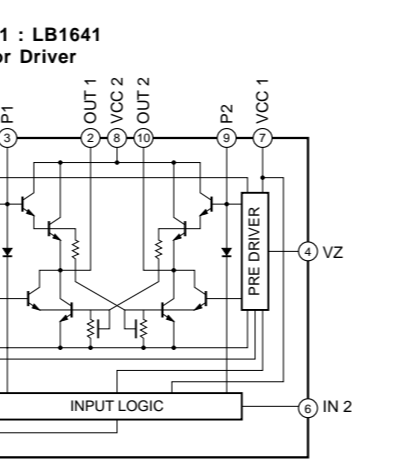 1 : LB1641
or Driver
P1
OUT 1
VCC 2
OUT 2
P2
VCC 1
3
2
8
10
9
7
PRE DRIVER
4 VZ
INPUT LOGIC
6 IN 2